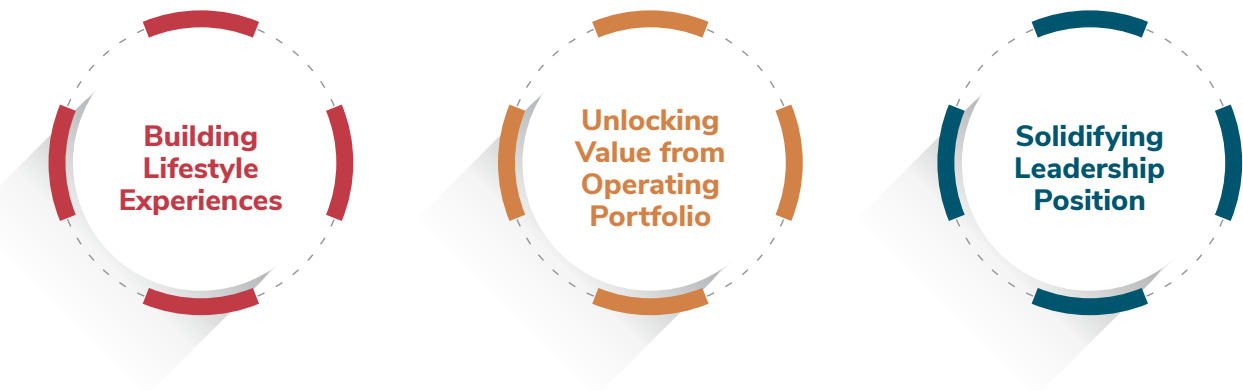 Building
Lifestyle
Experiences
Unlocking
Value from
Operating
Portfolio
Solidifying
Leadership
Position